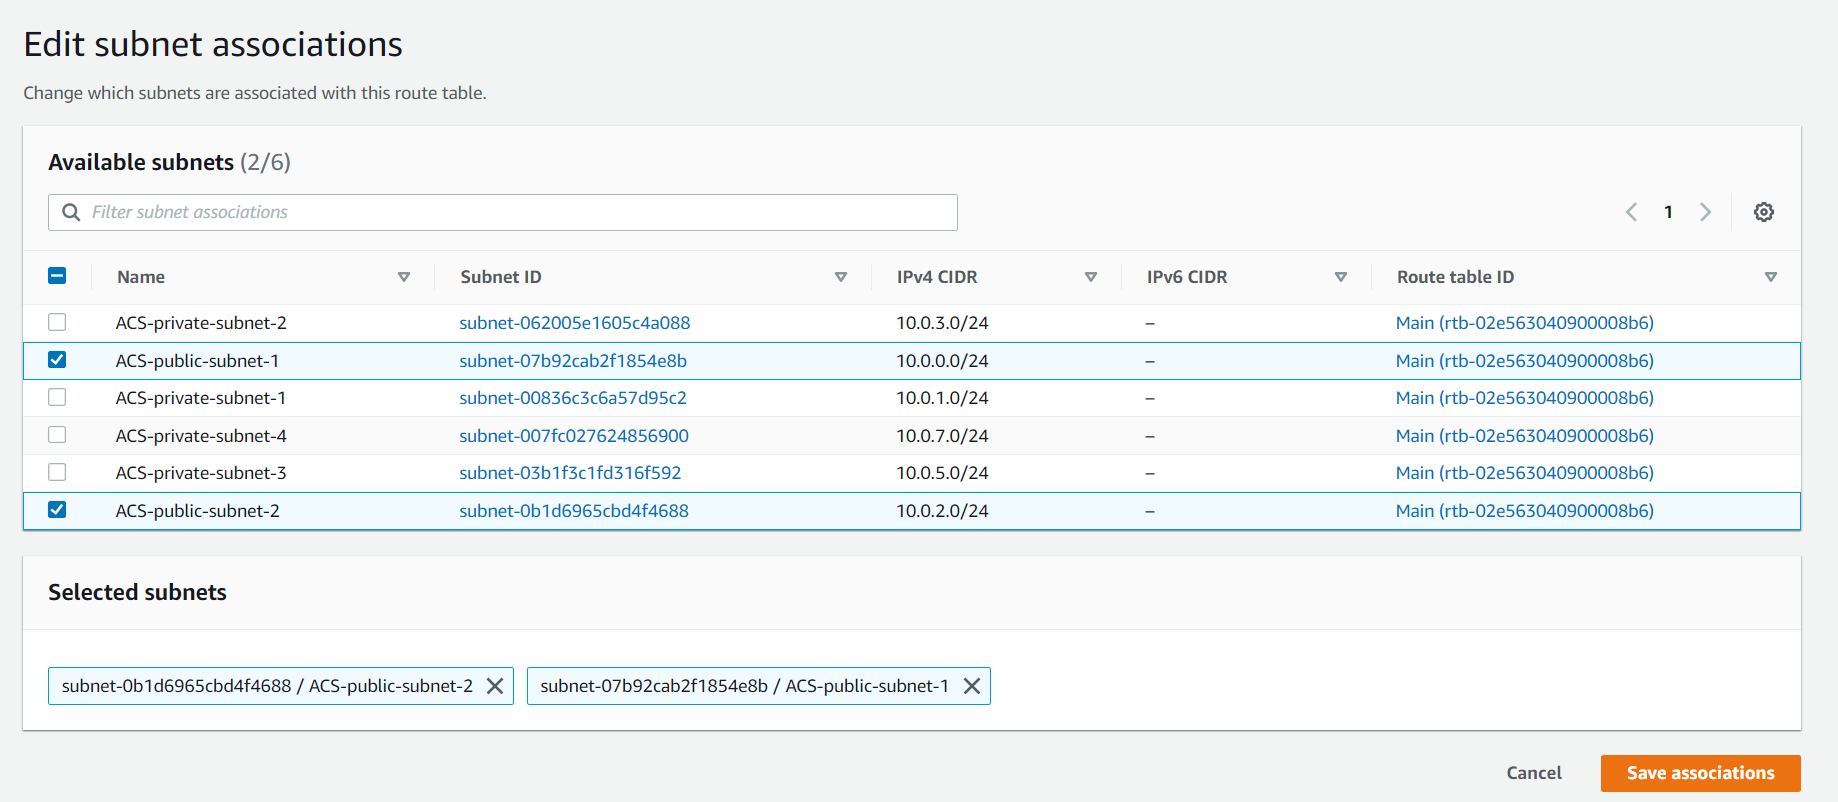 Edit subnet associations
Change which subnets are associated with this route table.
Available subnets (2/6)
Filter subnet associations
1
Name Subnet ID IPv4 CIDR IPv6 CIDR Route table ID
ACS-private-subnet-2 subnet-062005e1605c4a088 10.0.3.0/24 – Main (rtb-02e563040900008b6)
ACS-public-subnet-1 subnet-07b92cab2f1854e8b 10.0.0.0/24 – Main (rtb-02e563040900008b6)
ACS-private-subnet-1 subnet-00836c3c6a57d95c2 10.0.1.0/24 – Main (rtb-02e563040900008b6)
ACS-private-subnet-4 subnet-007fc027624856900 10.0.7.0/24 – Main (rtb-02e563040900008b6)
ACS-private-subnet-3 subnet-03b1f3c1fd316f592 10.0.5.0/24 – Main (rtb-02e563040900008b6)
ACS-public-subnet-2 subnet-0b1d6965cbd4f4688 10.0.2.0/24 – Main (rtb-02e563040900008b6)
Selected subnets
subnet-0b1d6965cbd4f4688 / ACS-public-subnet-2 subnet-07b92cab2f1854e8b / ACS-public-subnet-1
Cancel Save associations